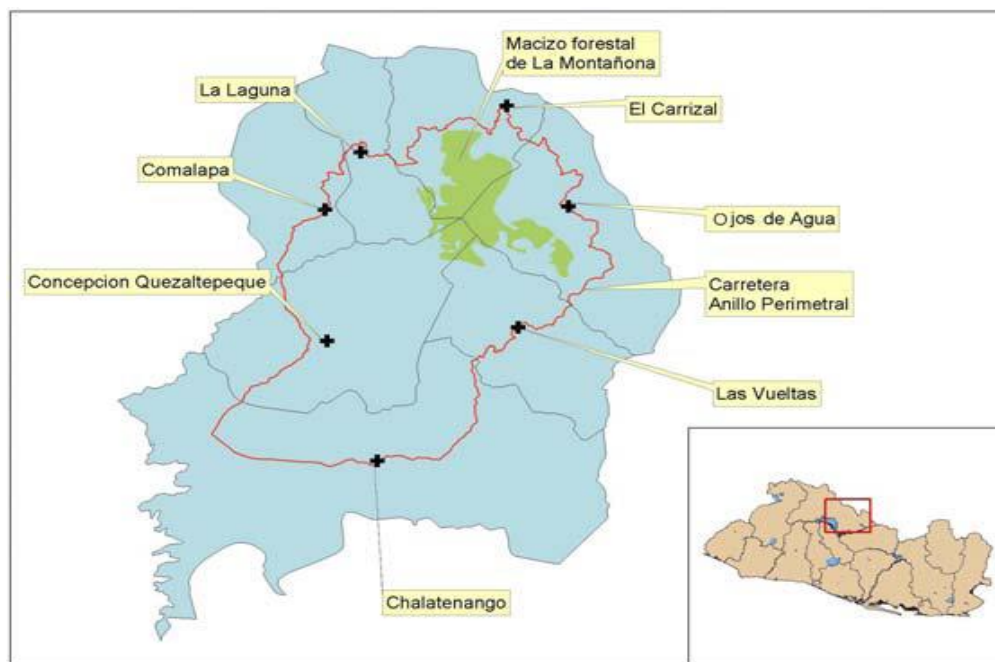 Macizo forestal
de La Montañona
La Laguna
El Carrizal
Comalapa
Ojos de Agua
Concepcion Quezaltepeque
Carretera
Anillo Perimetral
Las Vueltas
Chalatenango